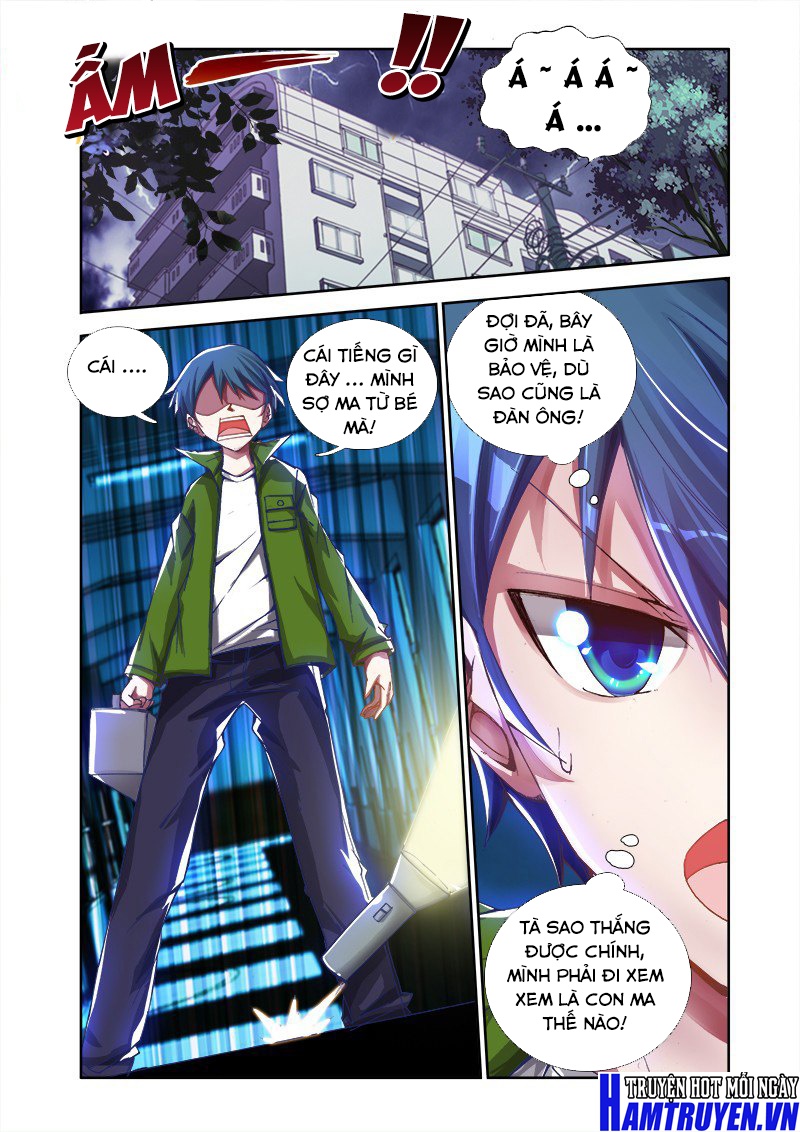 ẤM — !!
Á ~ Á Á ~
Á ...
CÁI ....
CÁI TIẾNG GÌ
ĐÂY ... MÌNH
SỢ MA TỪ BÉ
MÀ!
ĐỢI ĐÃ, BÂY
GIỜ MÌNH LÀ
BẢO VỆ, DÙ
SAO CŨNG LÀ
ĐÀN ÔNG!
TÀ SAO THẮNG
ĐƯỢC CHÍNH,
MÌNH PHẢI ĐI XEM
XEM LÀ CON MA
THẾ NÀO!
TRUYỆN HOT MỖI NGÀY
HAMTRUYEN.VN